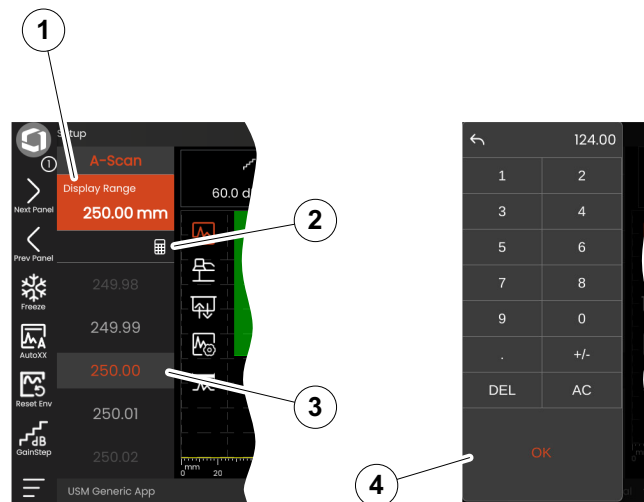 1
Setup
1
A-Scan
Display Range
250.00 mm
Next Panel
Prev Panel
Freeze
AutoXX
Reset Env
dB
GainStep
249.98
249.99
250.00
250.01
250.02
60.0 d
mm
0
20
USM Generic App
2
3
124.00
1 2
3 4
5 6
7 8
9 0
. +/-
DEL AC
OK
4